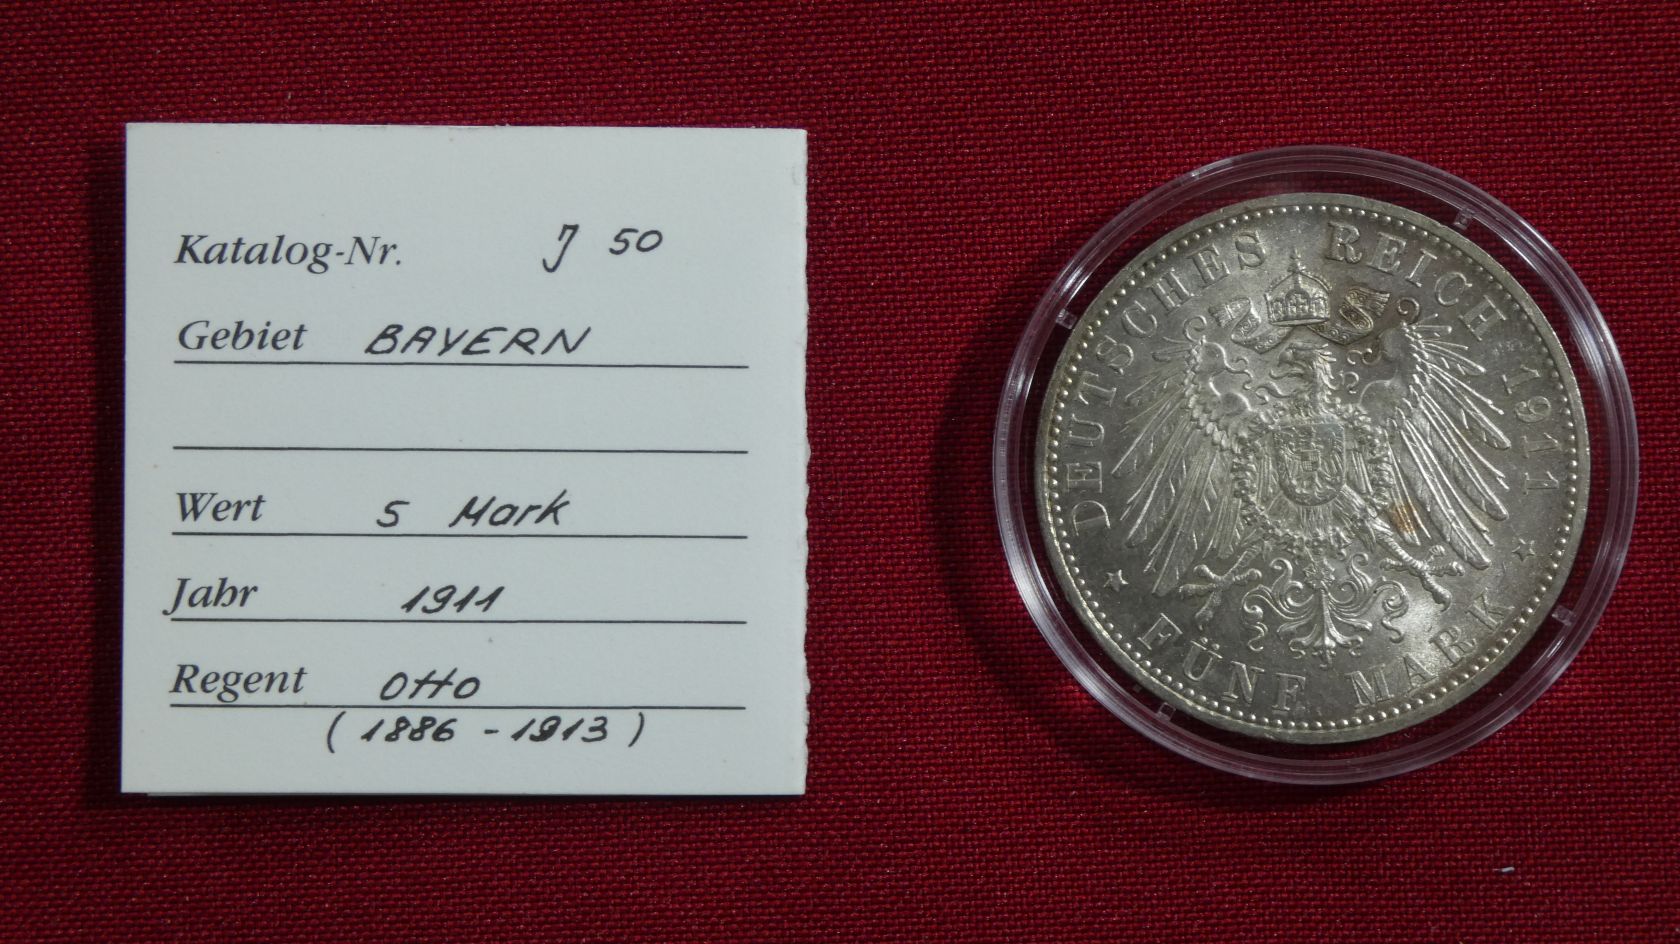 Katalog-Nr. J 50
Gebiet BAYERN
Wert 5 Mark
Jahr 1911
Regent Otto
(1886 - 1913)
DEUTSCHES REICH 1911
FÜNF MARK